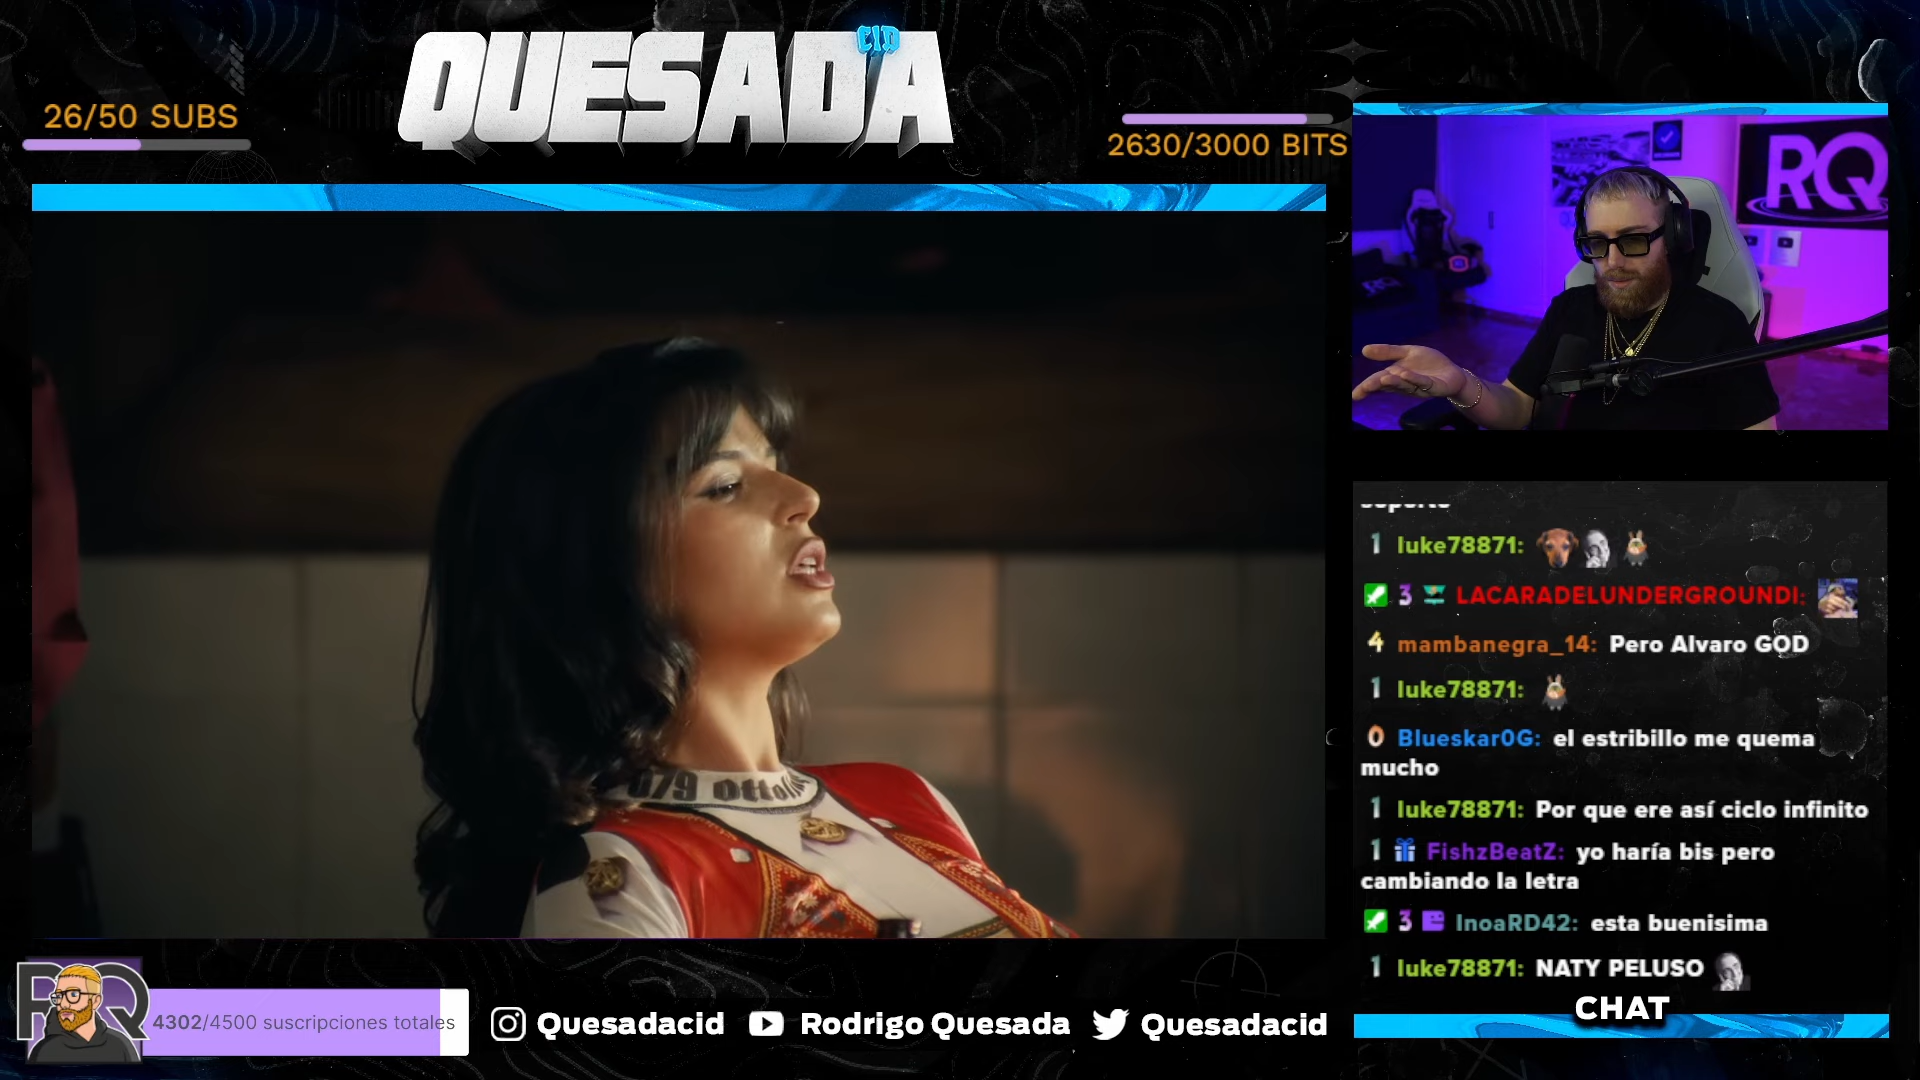 CID
QUESADA
26/50 SUBS
2630/3000 BITS
RQ
RQ
1 luke78871:
3 LACARADELUNDERGROUNDI:
4 mambanegra_14: Pero Alvaro GOD
1 luke78871:
0 Blueskar0G: el estribillo me quema
mucho
1 luke78871: Por que ere así ciclo infinito
1 FishzBeatZ: yo haría bis pero
cambiando la letra
3 InoaRD42: esta buenisima
1 luke78871: NATY PELUSO
CHAT
RQ
4302/4500 suscripciones totales
Quesadacid
Rodrigo Quesada
Quesadacid